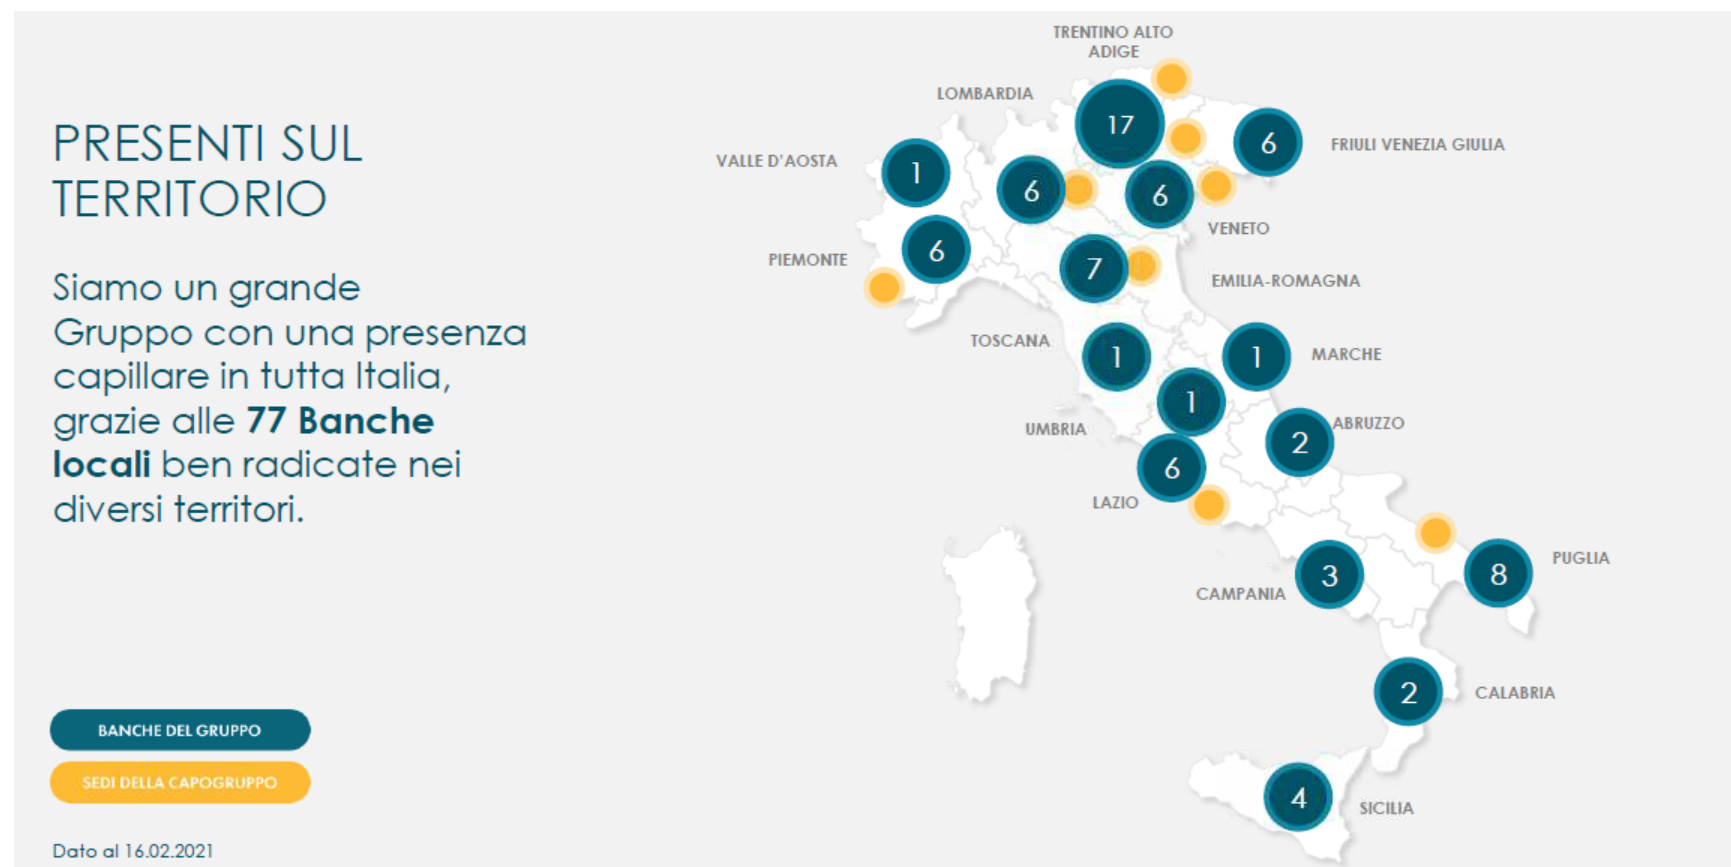 PRESENTI SUL
TERRITORIO
Siamo un grande
Gruppo con una presenza
capillare in tutta Italia,
grazie alle 77 Banche
locali ben radicate nei
diversi territori.
BANCHE DEL GRUPPO
SEDI DELLA CAPOGRUPPO
Dato al 16.02.2021
TRENTINO ALTO
ADIGE
17
LOMBARDIA
6
VALLE D'AOSTA
1
FRIULI VENEZIA GIULIA
6
VENETO
6
PIEMONTE
6
EMILIA-ROMAGNA
7
TOSCANA
1
MARCHE
1
UMBRIA
1
ABRUZZO
2
LAZIO
6
CAMPANIA
3
PUGLIA
8
CALABRIA
2
SICILIA
4